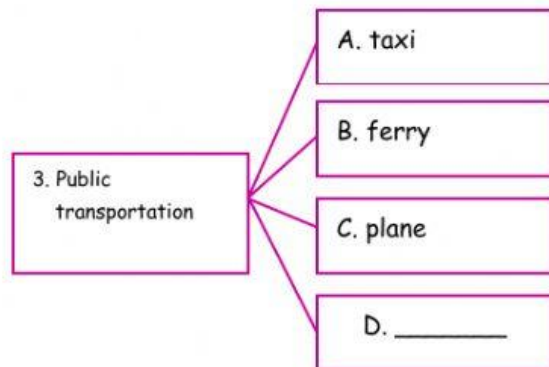 A. taxi
B. ferry
3. Public
transportation
C. plane
D. ________